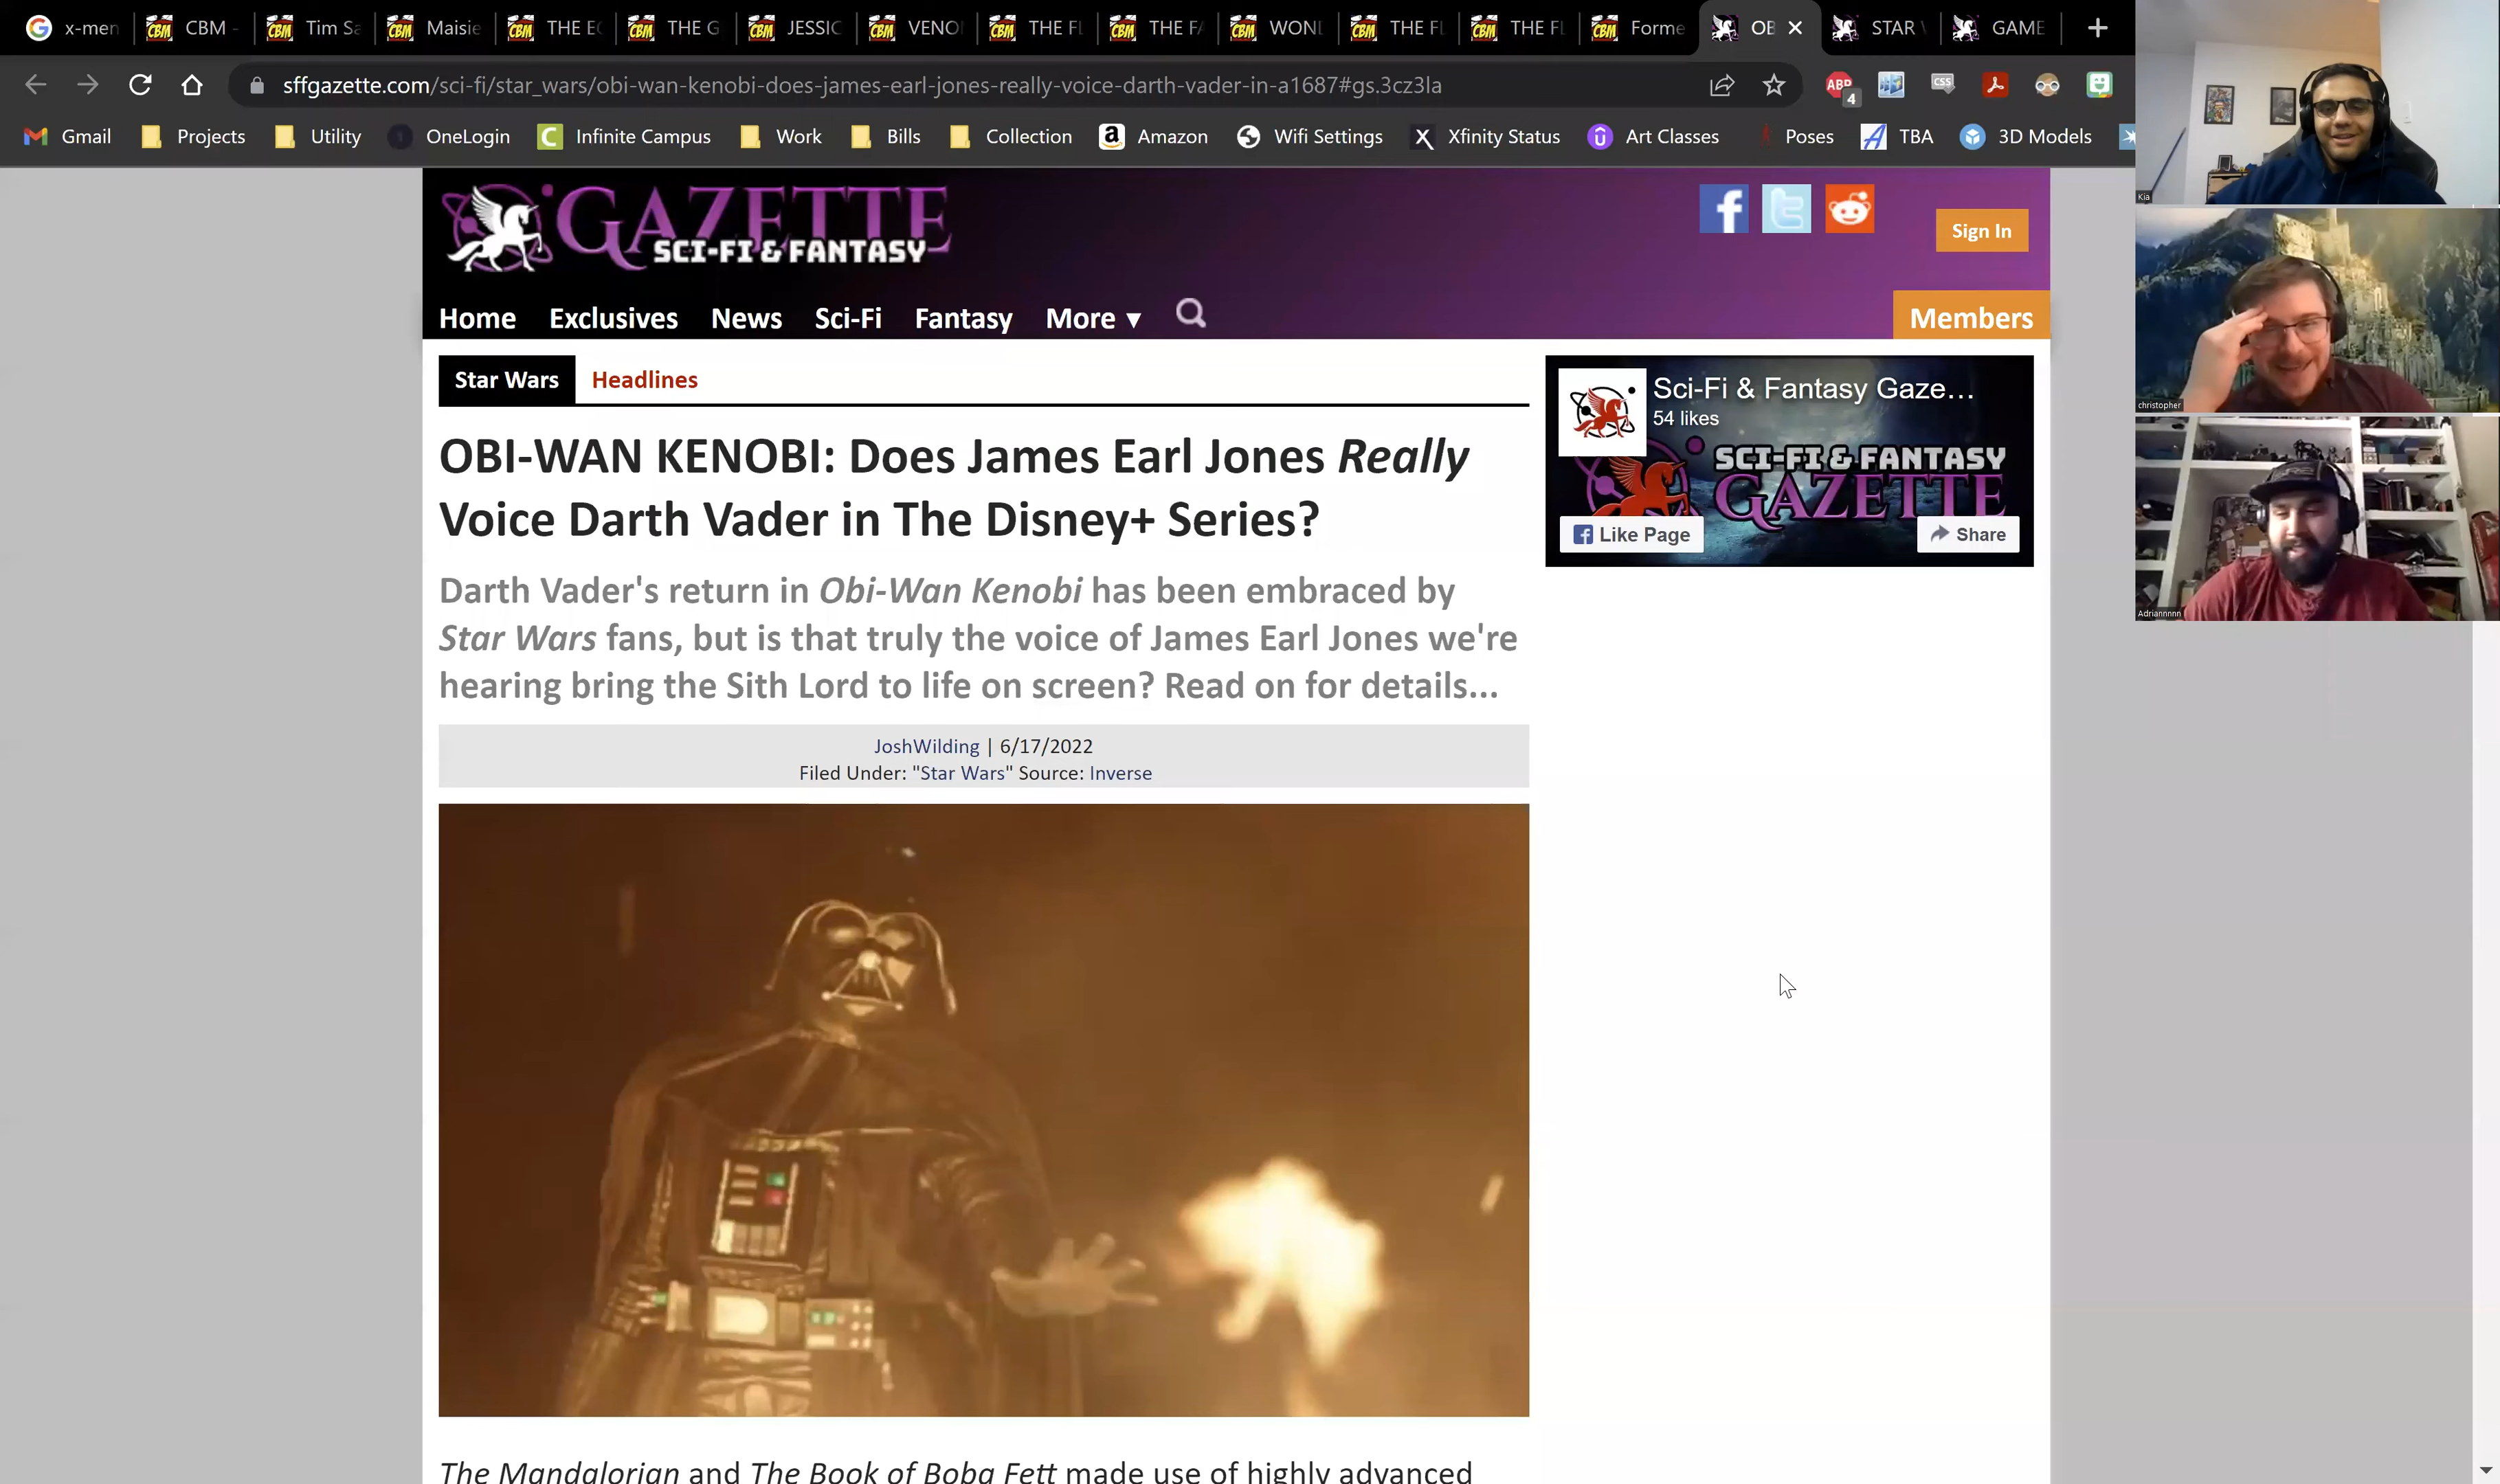 x-men
CBM -
Tim Sa
Maisie
THE EC
THE G
JESSIC
VENO
THE FL
THE FA
WON
THE FL
THE FL
Forme
OB
STAR
GAME
sffgazette.com/sci-fi/star_wars/obi-wan-kenobi-does-james-earl-jones-really-voice-darth-vader-in-a1687#gs.3cz3la
ABP
4
CSS
Gmail
Projects
Utility
OneLogin
Infinite Campus
Work
Bills
Collection
Amazon
Wifi Settings
Xfinity Status
Art Classes
Poses
TBA
3D Models
Kia
christopher
Adriannnnn
GAZETTE
SCI-FI & FANTASY
Sign In
Home Exclusives News Sci-Fi Fantasy More ▼
Members
Star Wars Headlines
OBI-WAN KENOBI: Does James Earl Jones Really
Voice Darth Vader in The Disney+ Series?
Darth Vader's return in Obi-Wan Kenobi has been embraced by
Star Wars fans, but is that truly the voice of James Earl Jones we're
hearing bring the Sith Lord to life on screen? Read on for details...
JoshWilding | 6/17/2022
Filed Under: "Star Wars" Source: Inverse
Sci-Fi & Fantasy Gaze...
54 likes
SCI-FI & FANTASY
GAZETTE
Like Page
Share
The Mandalorian and The Book of Boba Fett made use of highly advanced